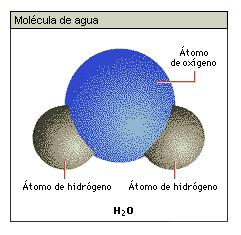 Molécula de agua
Átomo
de oxígeno
Átomo de hidrógeno
Átomo de hidrógeno
H₂O